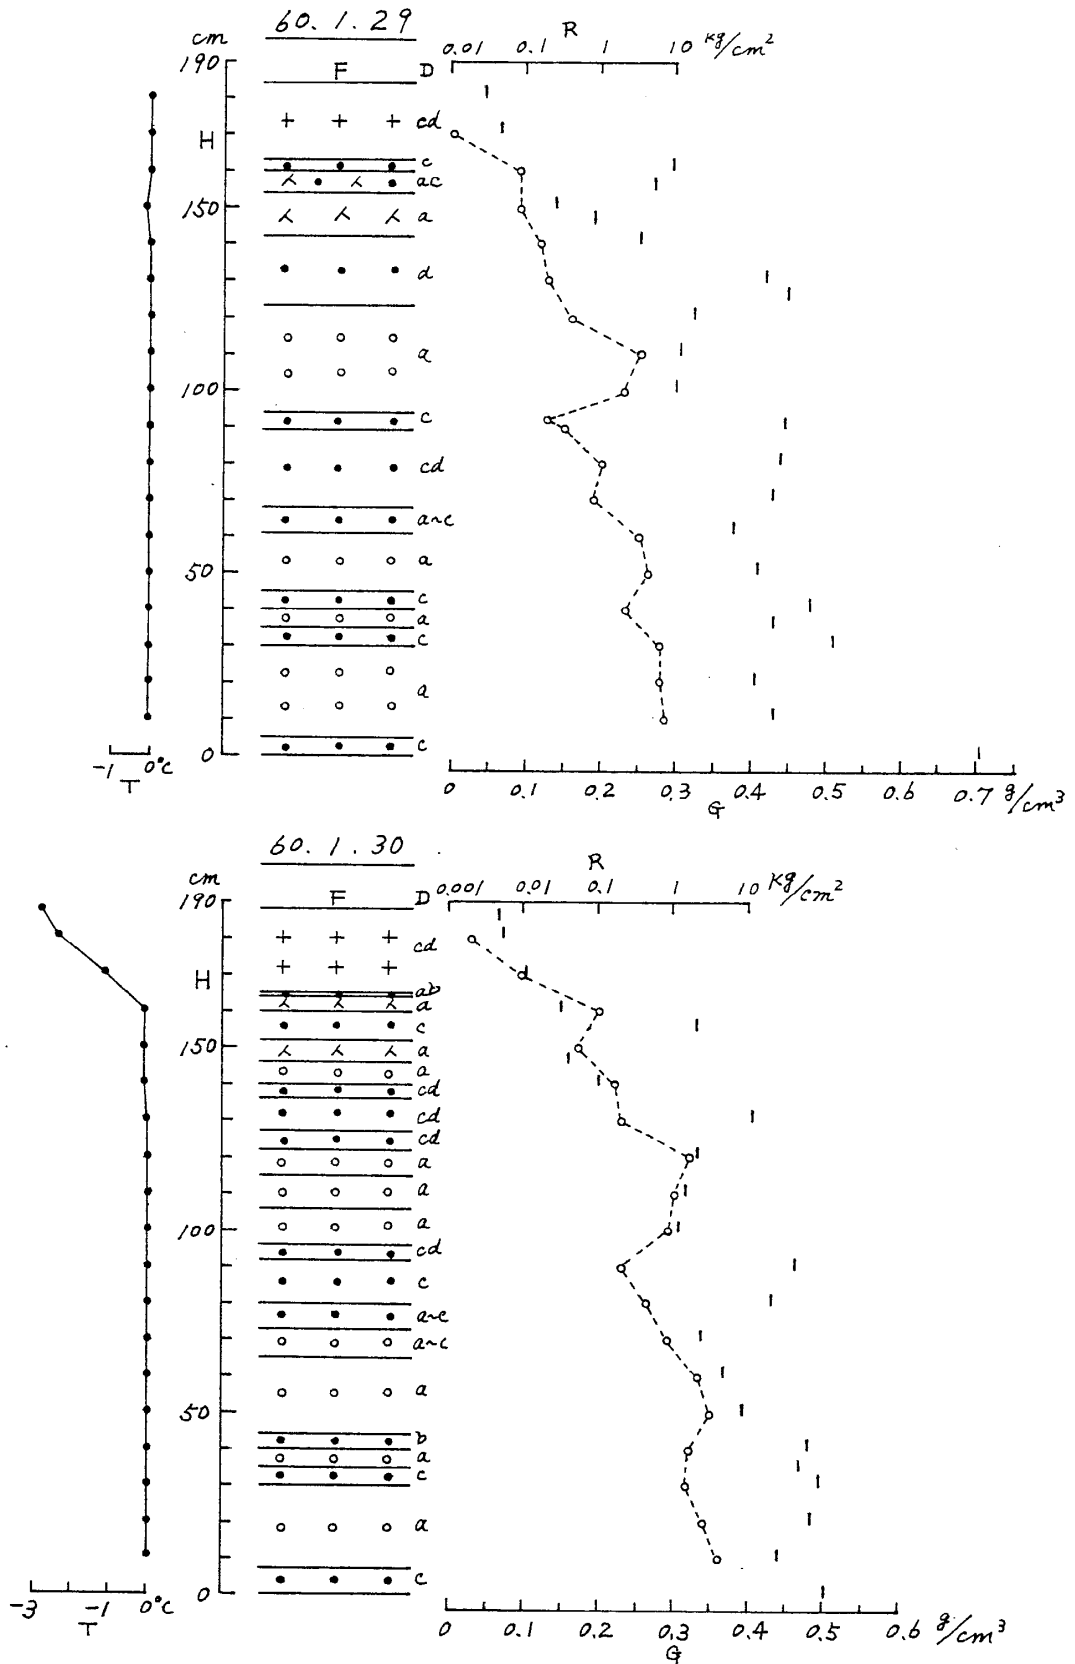 60.1.29
cm R
0.01 0.1 1 10 kg/cm²
190 F D
cd
H
c
ac
150 a
d
a
100
c
cd
a~c
a
50
c
a
c
a
c
-1 0°C 0
T
0 0.1 0.2 0.3 0.4 0.5 0.6 0.7 g/cm³
G
60.1.30
cm R
0.001 0.01 0.1 1 10 kg/cm²
190 F D
cd
H
ab
a
c
150 a
a
cd
cd
cd
a
a
100 a
cd
c
a~c
a~c
a
50
b
a
c
a
c
-3 -1 0°C 0
T
0 0.1 0.2 0.3 0.4 0.5 0.6 g/cm³
G